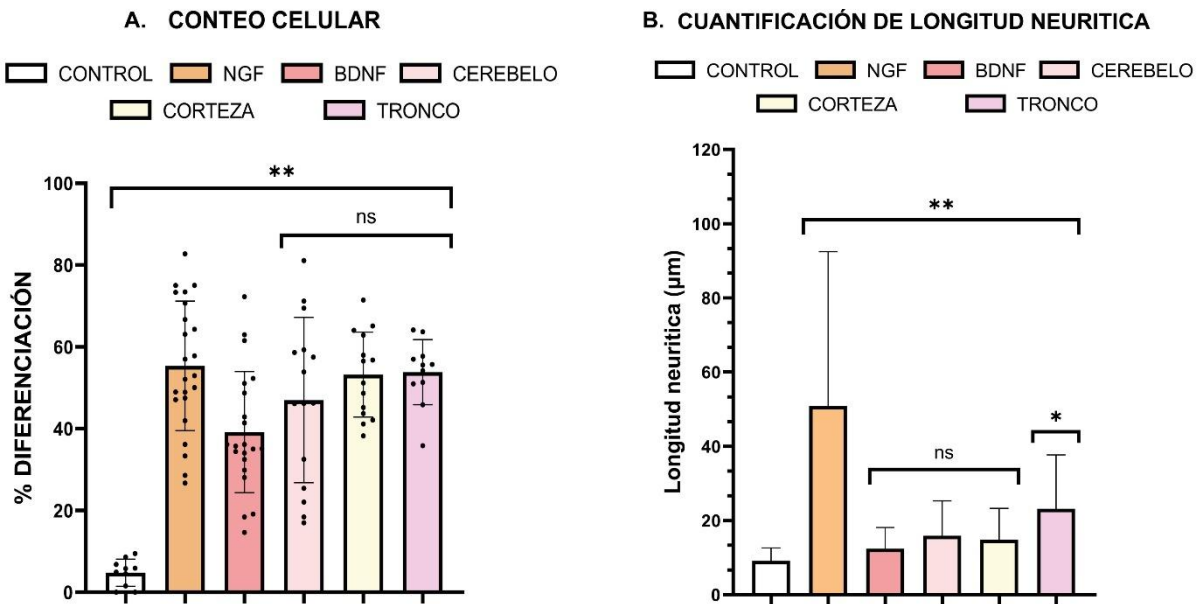 A. CONTEO CELULAR
CONTROL NGF BDNF CEREBELO
CORTEZA TRONCO
**
ns
100
80
60
40
20
0
% DIFERENCIACIÓN
B. CUANTIFICACIÓN DE LONGITUD NEURITICA
CONTROL NGF BDNF CEREBELO
CORTEZA TRONCO
120
100
80
60
40
20
0
Longitud neuritica (µm)
**
ns
*